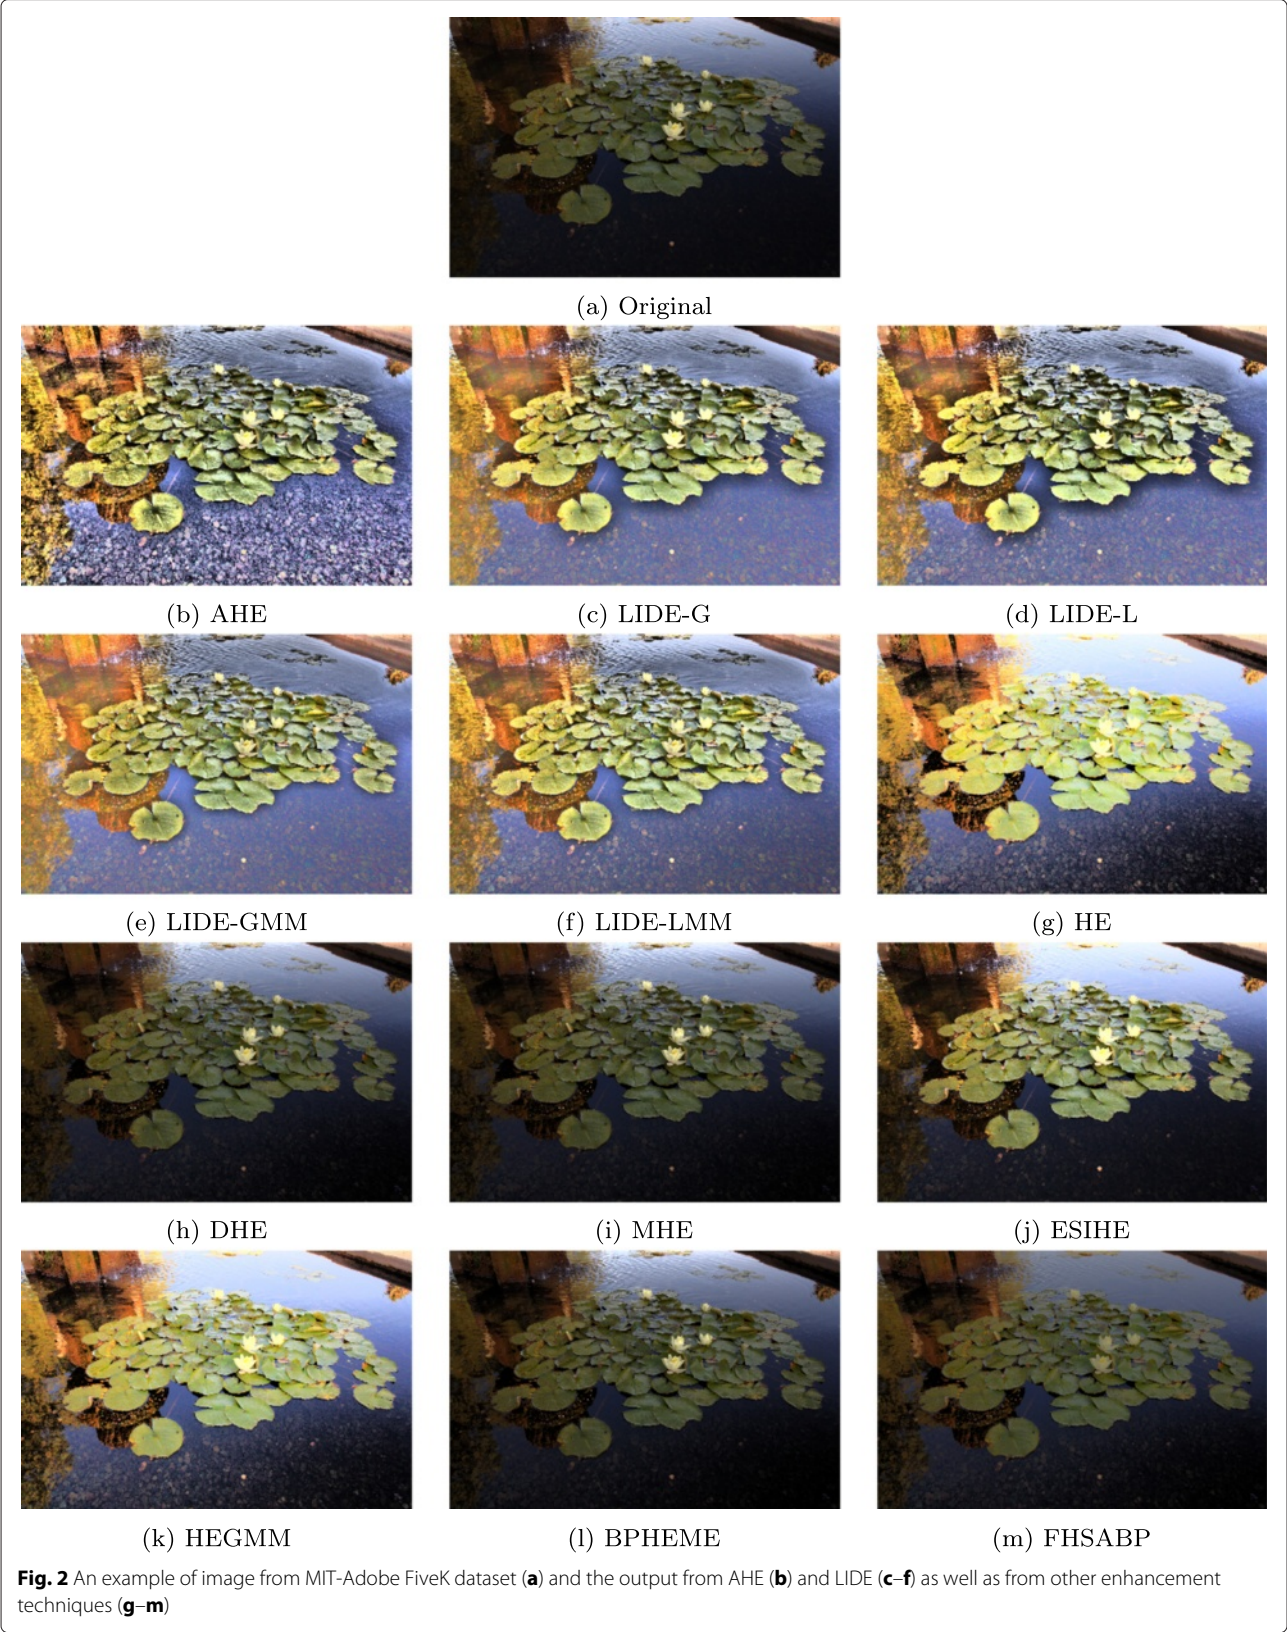 (a) Original
(b) AHE
(c) LIDE-G
(d) LIDE-L
(e) LIDE-GMM
(f) LIDE-LMM
(g) HE
(h) DHE
(i) MHE
(j) ESIHE
(k) HEGMM
(l) BPHEME
(m) FHSABP
Fig. 2 An example of image from MIT-Adobe FiveK dataset (a) and the output from AHE (b) and LIDE (c–f) as well as from other enhancement
techniques (g–m)